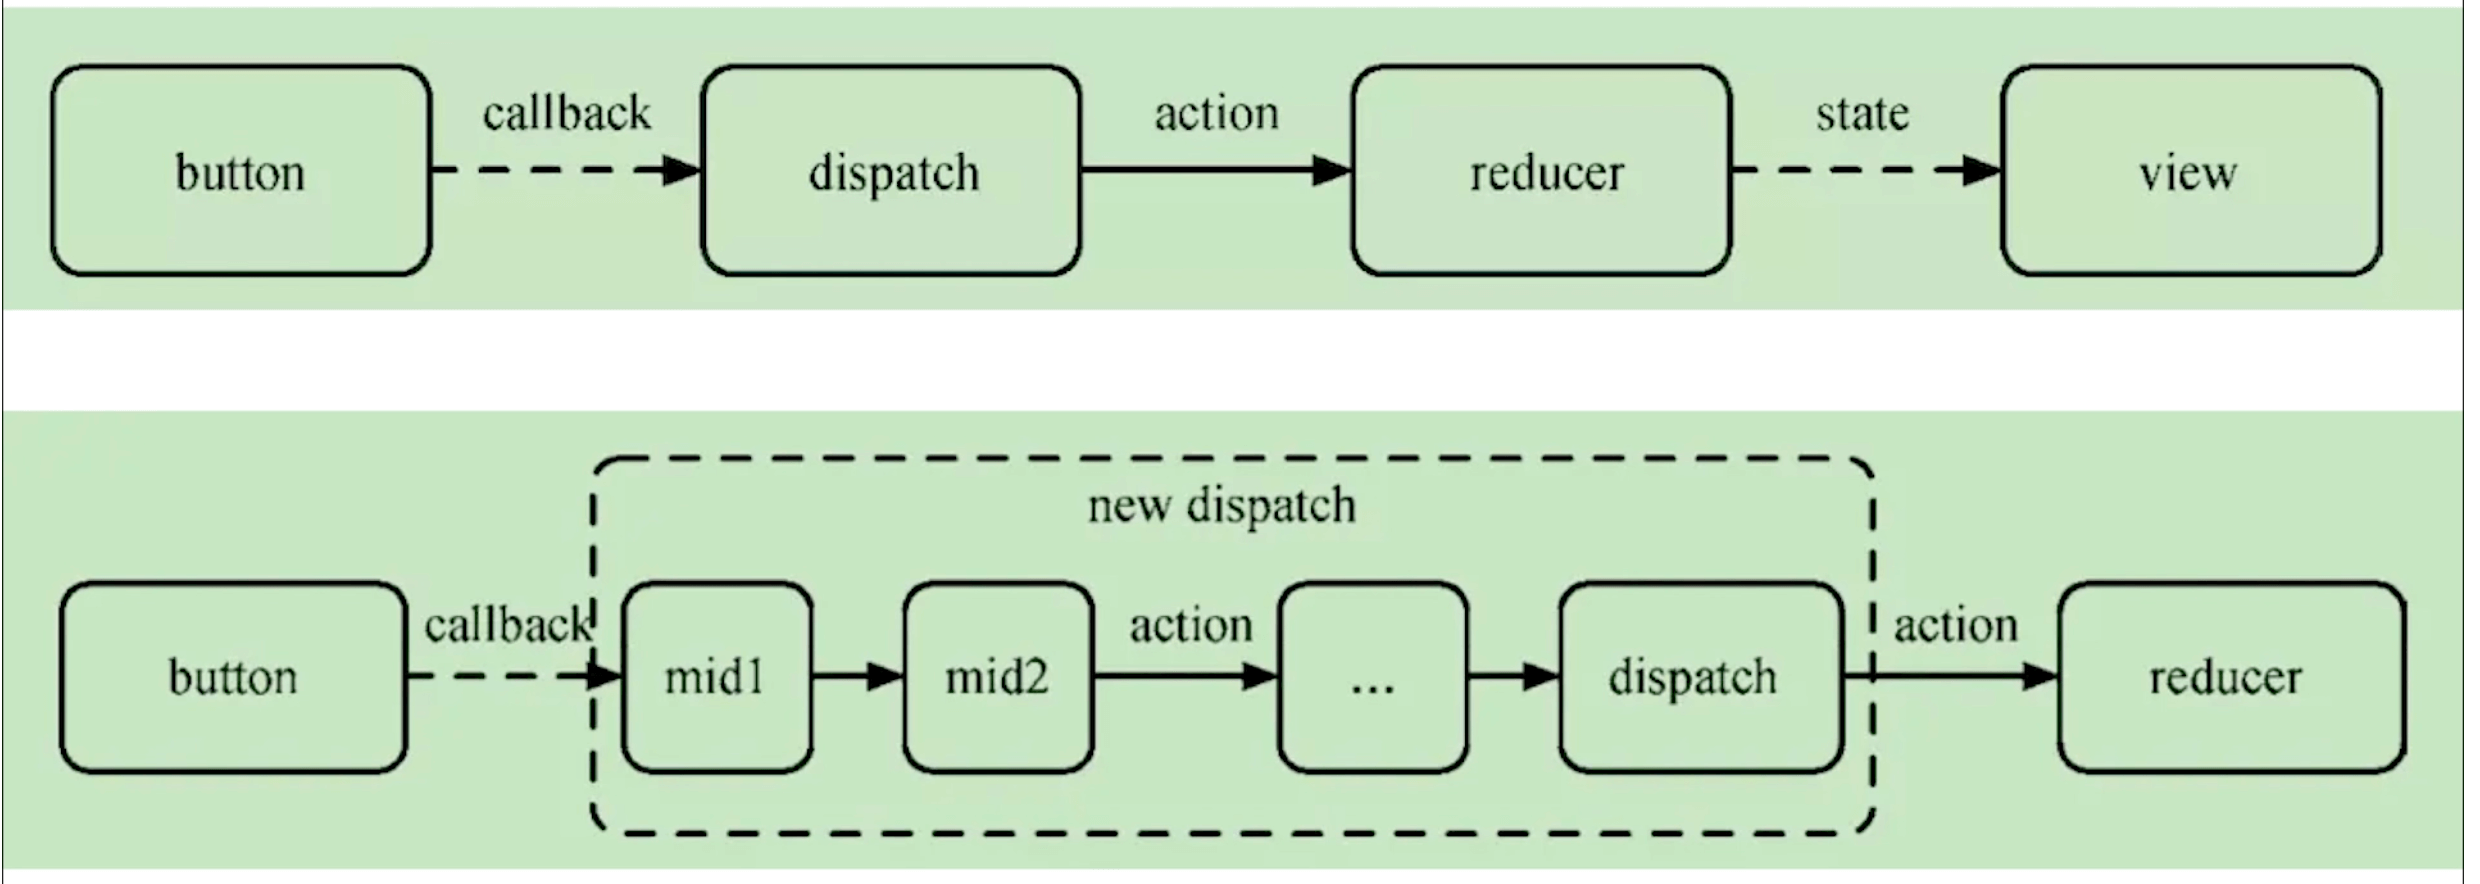 callback
action
state
button
dispatch
reducer
view
new dispatch
callback
action
action
button
mid1
mid2
...
dispatch
reducer